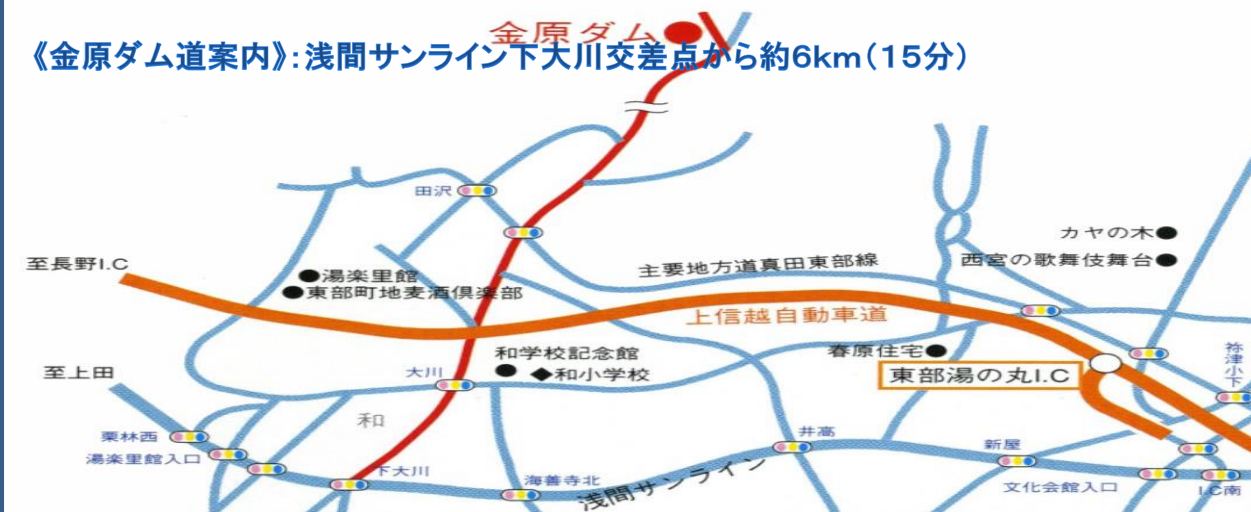 金原ダム
《金原ダム道案内》:浅間サンライン下大川交差点から約6km(15分)
田沢
カヤの木
西宮の歌舞伎舞台
至長野I.C
湯楽里館
東部町地麦酒倶楽部
主要地方道真田東部線
上信越自動車道
和学校記念館
和小学校
春原住宅
東部湯の丸I.C
祢津小下
至上田
大川
和
栗林西
湯楽里館入口
下大川
海善寺北
浅間サンライン
井高
新屋
文化会館入口
I.C南